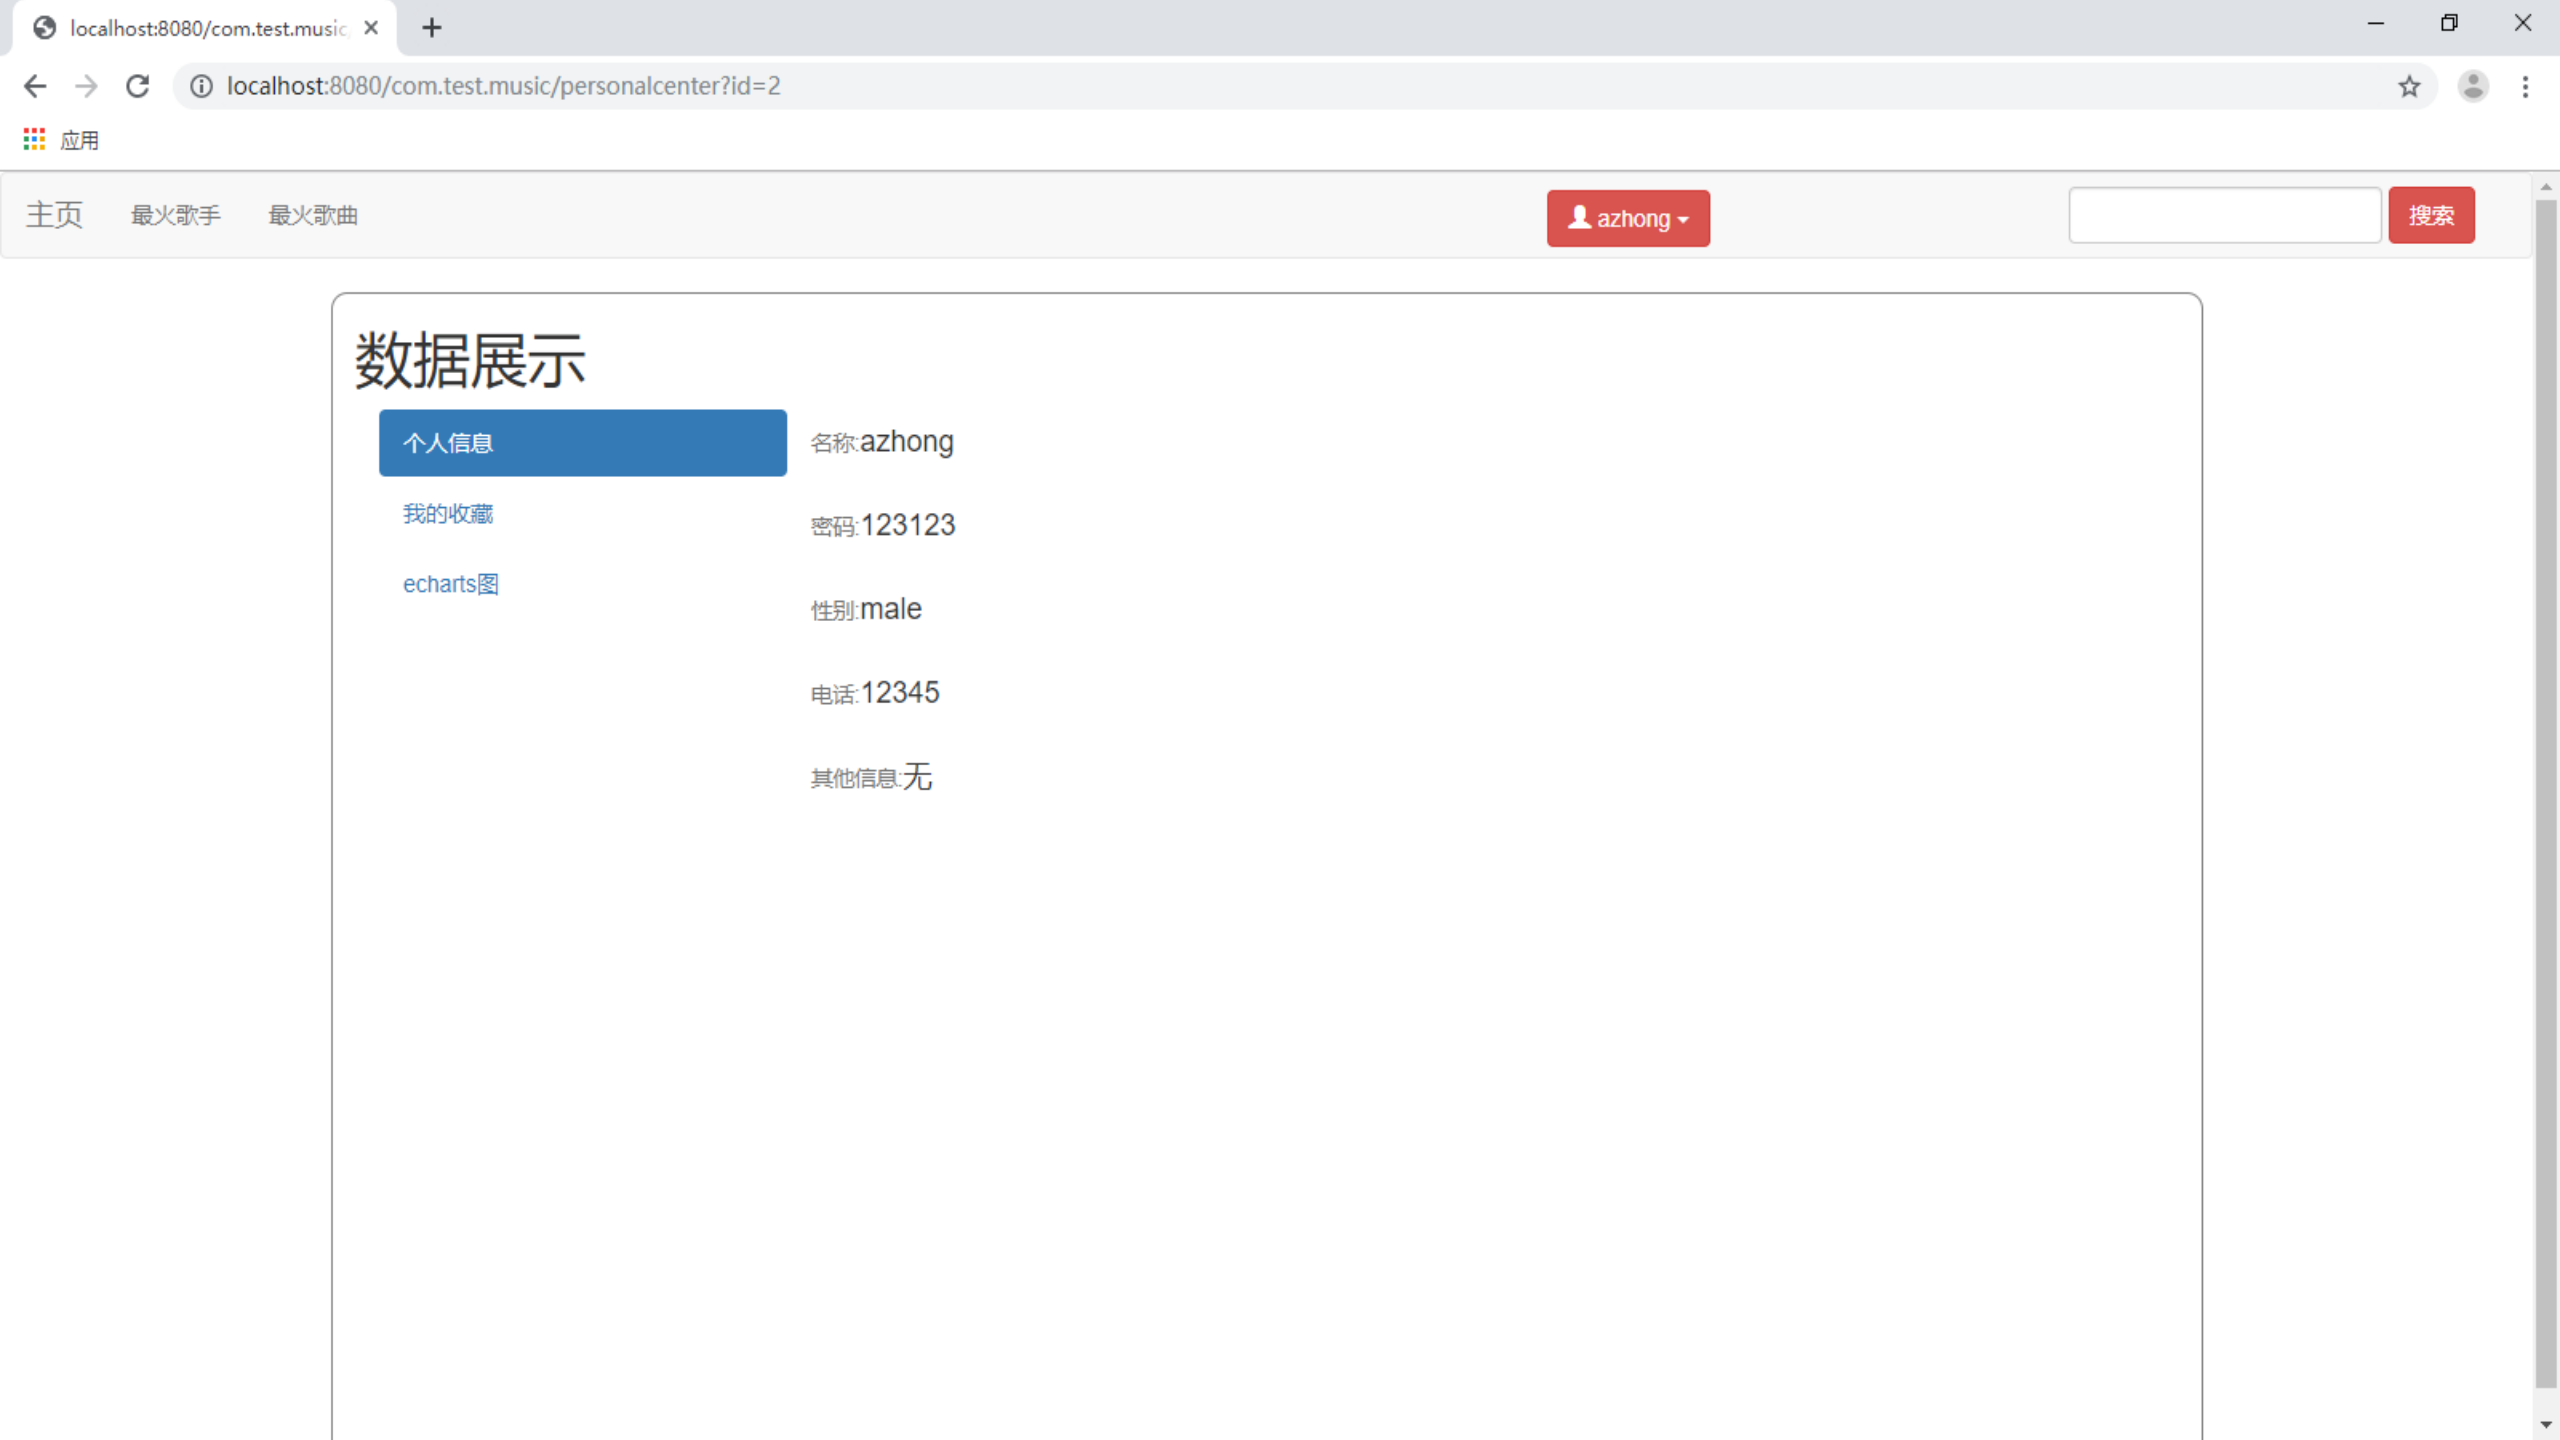 localhost:8080/com.test.music
localhost:8080/com.test.music/personalcenter?id=2
应用
主页 最火歌手 最火歌曲 azhong 搜索
数据展示
个人信息
我的收藏
echarts图
名称:azhong
密码:123123
性别:male
电话:12345
其他信息:无